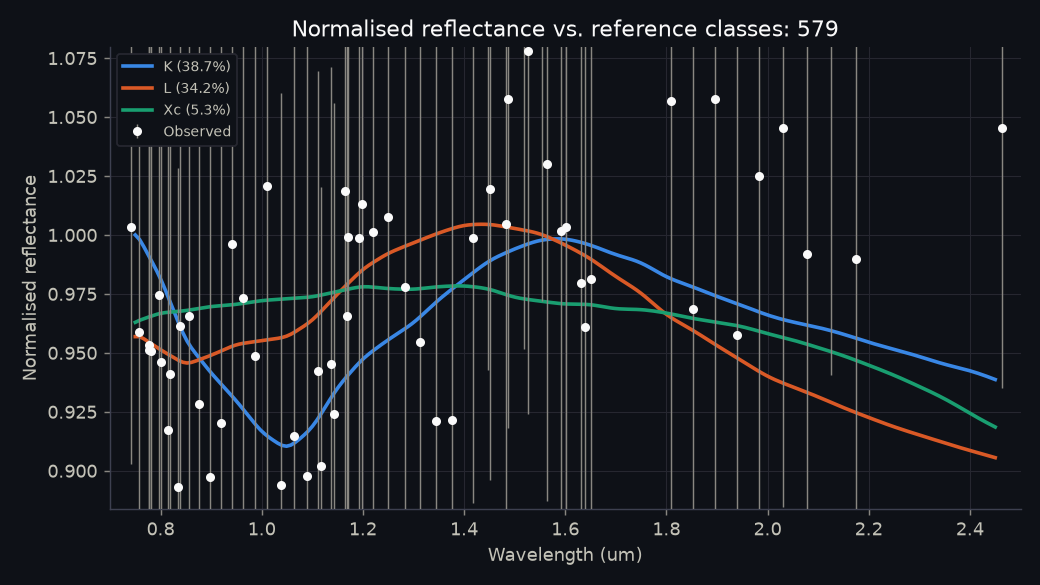 Normalised reflectance vs. reference classes: 579
K (38.7%)
L (34.2%)
Xc (5.3%)
Observed
Normalised reflectance
1.075
1.050
1.025
1.000
0.975
0.950
0.925
0.900
0.8
1.0
1.2
1.4
1.6
1.8
2.0
2.2
2.4
Wavelength (um)